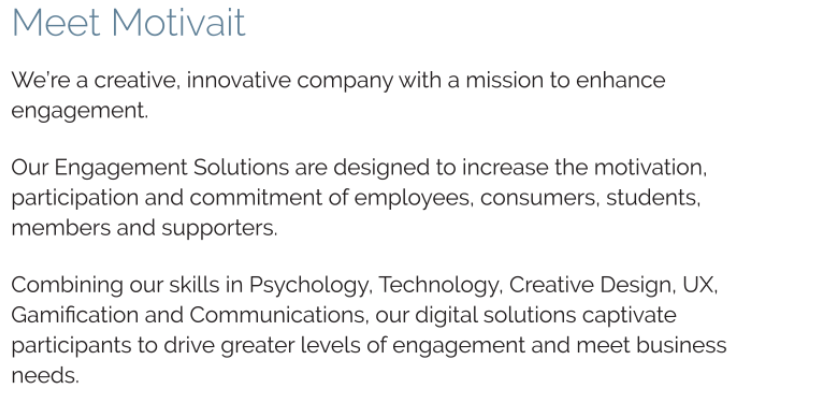 Meet Motivait
We're a creative, innovative company with a mission to enhance
engagement.
Our Engagement Solutions are designed to increase the motivation,
participation and commitment of employees, consumers, students,
members and supporters.
Combining our skills in Psychology, Technology, Creative Design, UX,
Gamification and Communications, our digital solutions captivate
participants to drive greater levels of engagement and meet business
needs.